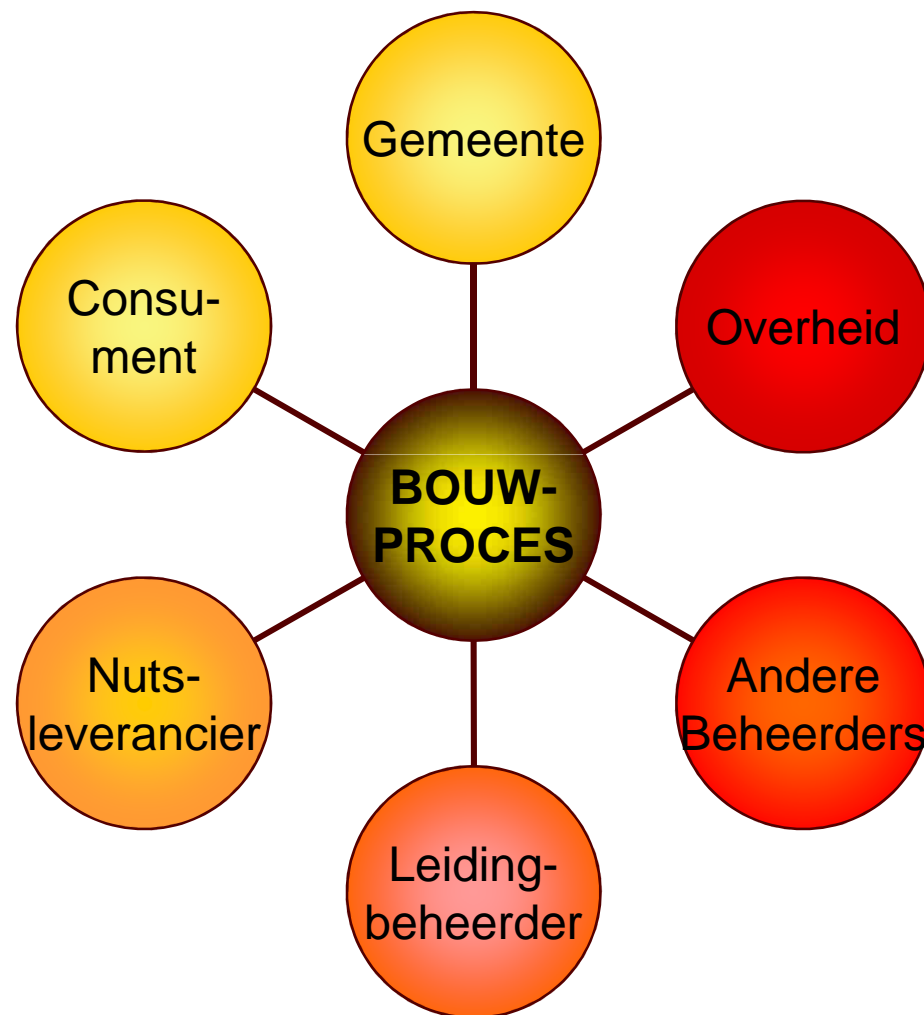 Gemeente
Consu-
ment
Overheid
BOUW-
PROCES
Nuts-
leverancier
Andere
Beheerders
Leiding-
beheerder